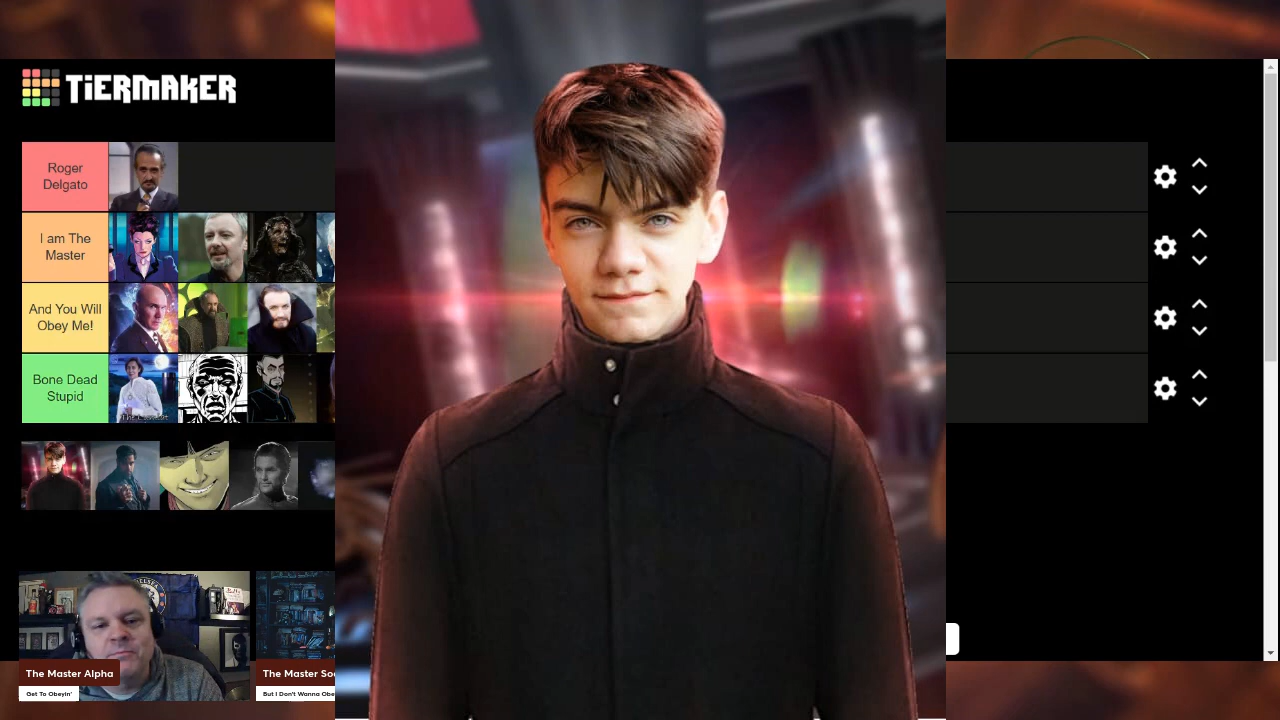 TiERMAKER
Roger
Delgato
I am The
Master
And You Will
Obey Me!
Bone Dead
Stupid
The Master Alpha
Get To Obeyin'
The Master So
But I Don't Wanna Obe